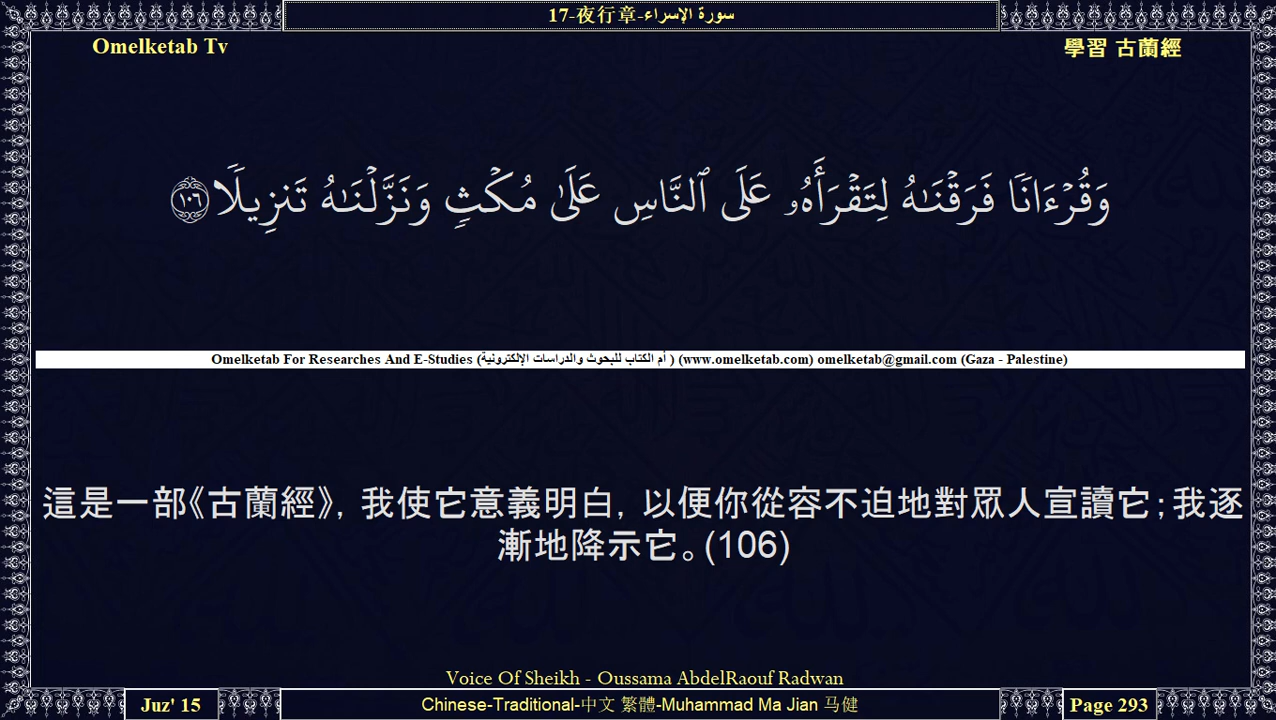 17-夜行章-سورة الإسراء
Omelketab Tv
學習 古蘭經
وَقُرْءَانًا فَرَقْنَٰهُ لِتَقْرَأَهُۥ عَلَى ٱلنَّاسِ عَلَىٰ مُكْثٍ وَنَزَّلْنَٰهُ تَنزِيلًا ١٠٦
Omelketab For Researches And E-Studies (أم الكتاب للبحوث والدراسات الإلكترونية ) (www.omelketab.com) omelketab@gmail.com (Gaza - Palestine)
這是一部《古蘭經》，我使它意義明白，以便你從容不迫地對眾人宣讀它；我逐
漸地降示它。(106)
Voice Of Sheikh - Oussama AbdelRaouf Radwan
Juz' 15
Chinese-Traditional-中文 繁體-Muhammad Ma Jian 马健
Page 293